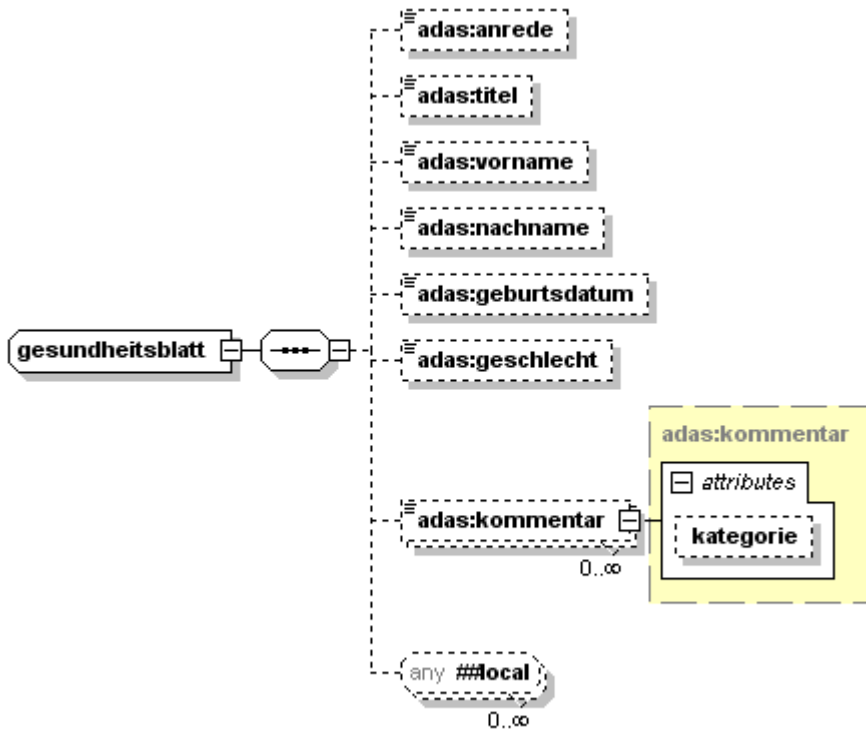 adas:anrede
adas:titel
adas:vorname
adas:nachname
adas:geburtsdatum
gesundheitsblatt
adas:geschlecht
adas:kommentar
attributes
adas:kommentar
kategorie
0..∞
any ##local
0..∞